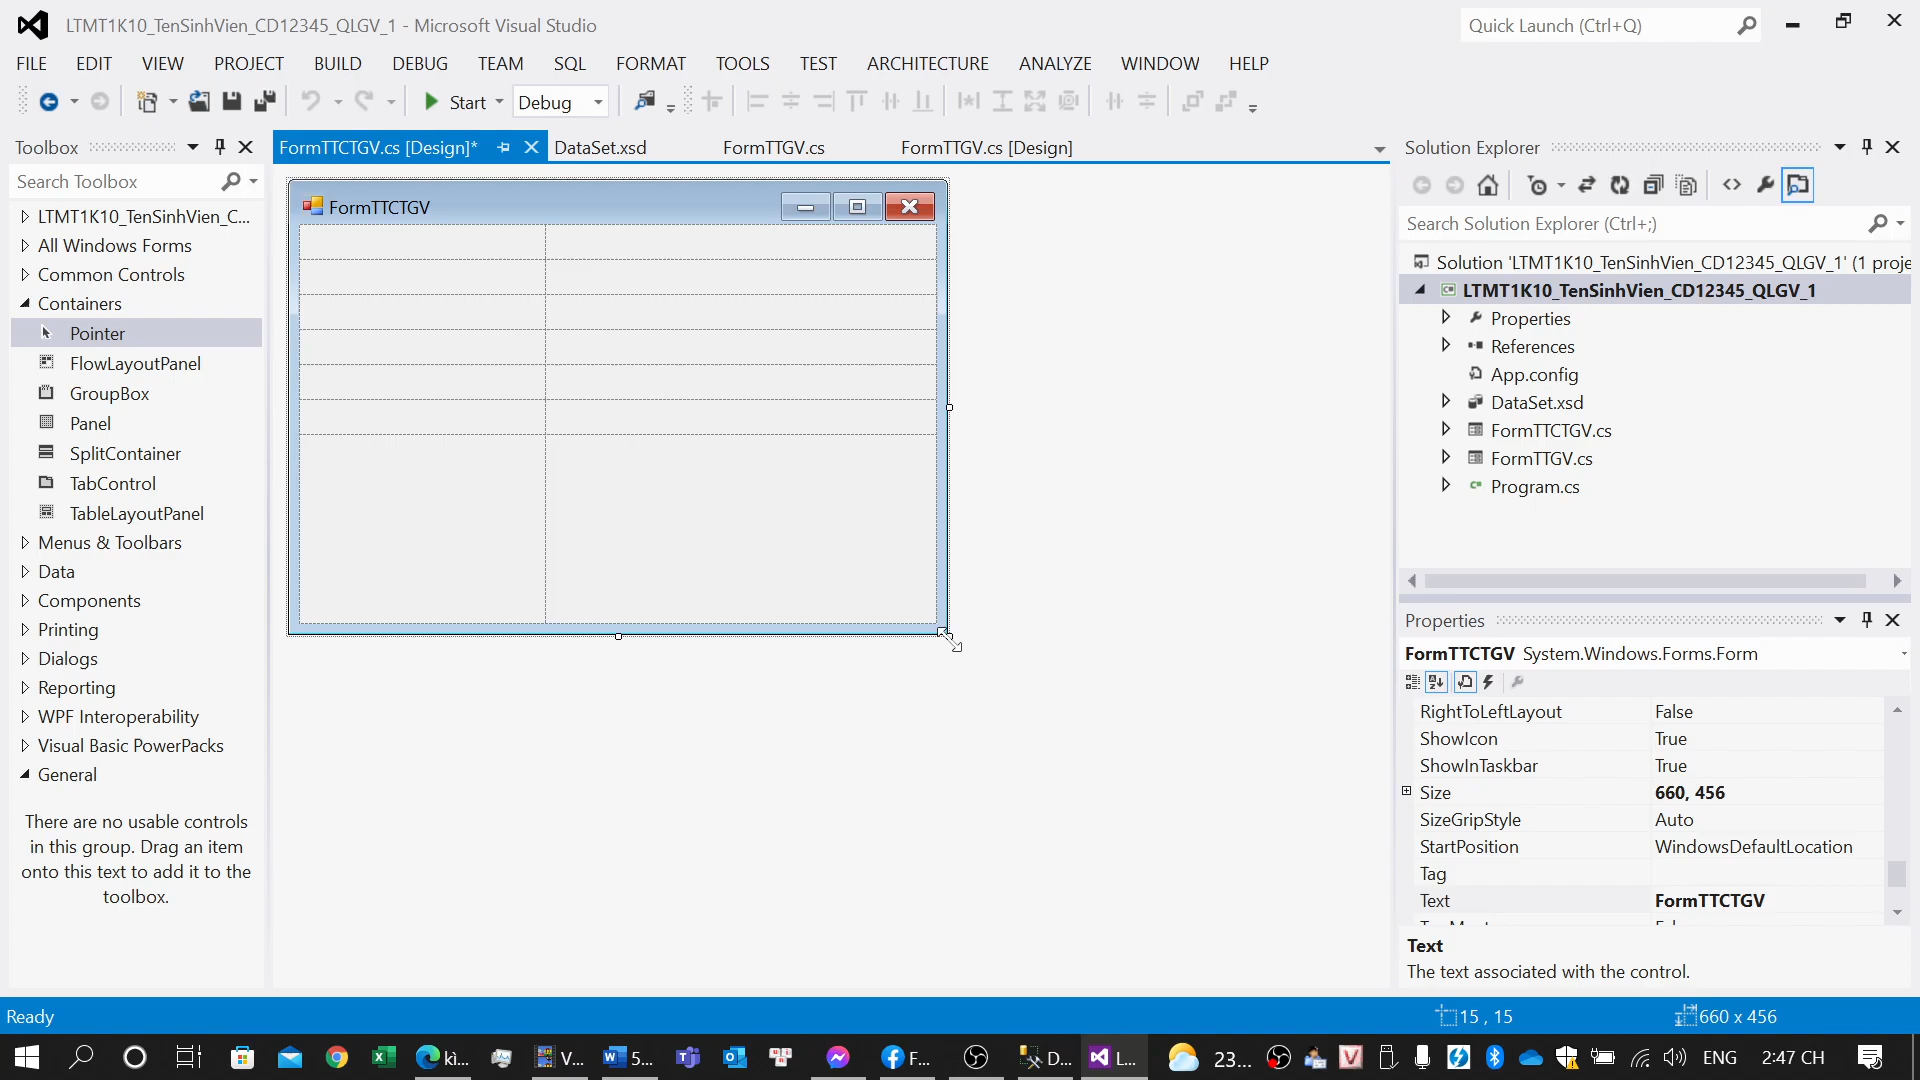 LTMT1K10_TenSinhVien_CD12345_QLGV_1 - Microsoft Visual Studio
Quick Launch (Ctrl+Q)
FILE EDIT VIEW PROJECT BUILD DEBUG TEAM SQL FORMAT TOOLS TEST ARCHITECTURE ANALYZE WINDOW HELP
Start Debug
Toolbox
Search Toolbox
LTMT1K10_TenSinhVien_C...
All Windows Forms
Common Controls
Containers
Pointer
FlowLayoutPanel
GroupBox
Panel
SplitContainer
TabControl
TableLayoutPanel
Menus & Toolbars
Data
Components
Printing
Dialogs
Reporting
WPF Interoperability
Visual Basic PowerPacks
General
There are no usable controls
in this group. Drag an item
onto this text to add it to the
toolbox.
FormTTCTGV.cs [Design]* DataSet.xsd FormTTGV.cs FormTTGV.cs [Design]
FormTTCTGV
Solution Explorer
Search Solution Explorer (Ctrl+;)
Solution 'LTMT1K10_TenSinhVien_CD12345_QLGV_1' (1 proje
LTMT1K10_TenSinhVien_CD12345_QLGV_1
Properties
References
App.config
DataSet.xsd
FormTTCTGV.cs
FormTTGV.cs
Program.cs
Properties
FormTTCTGV System.Windows.Forms.Form
RightToLeftLayout False
ShowIcon True
ShowInTaskbar True
Size 660, 456
SizeGripStyle Auto
StartPosition WindowsDefaultLocation
Tag
Text FormTTCTGV
Text
The text associated with the control.
Ready 15 , 15 660 x 456
kì... V... 5... F... D... L... 23... ENG 2:47 CH